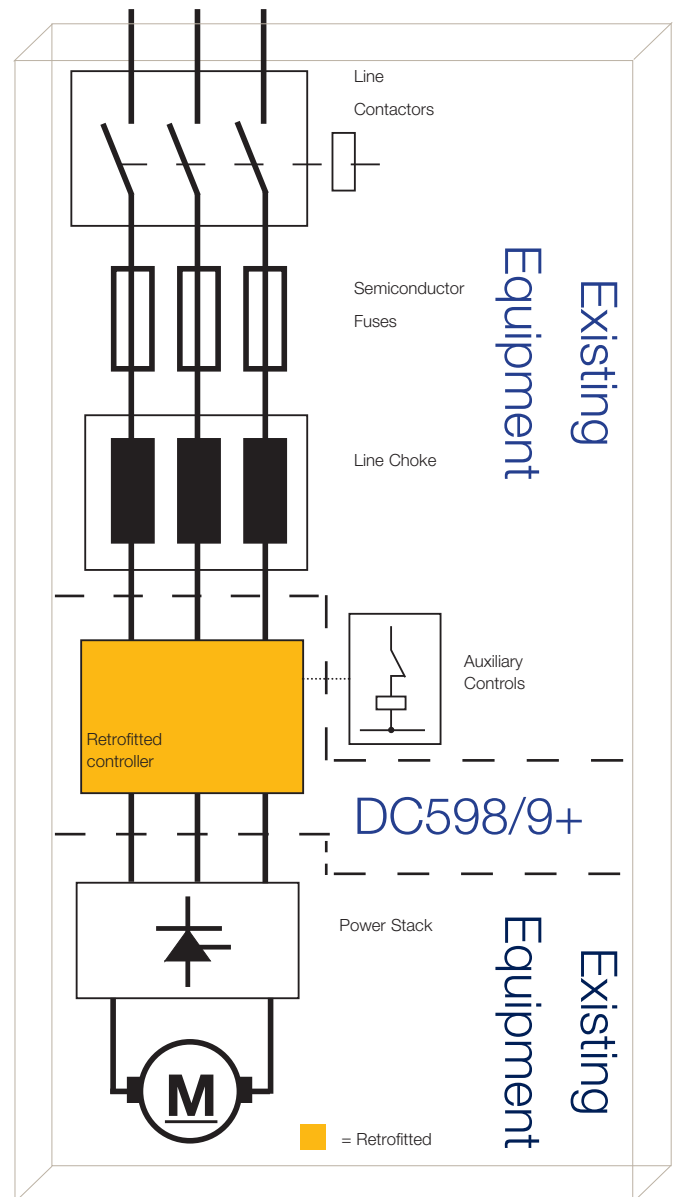 Line
Contactors
Existing
Equipment
Semiconductor
Fuses
Line Choke
Auxiliary
Controls
Retrofitted
controller
DC598/9+
Power Stack
Existing
Equipment
M
= Retrofitted